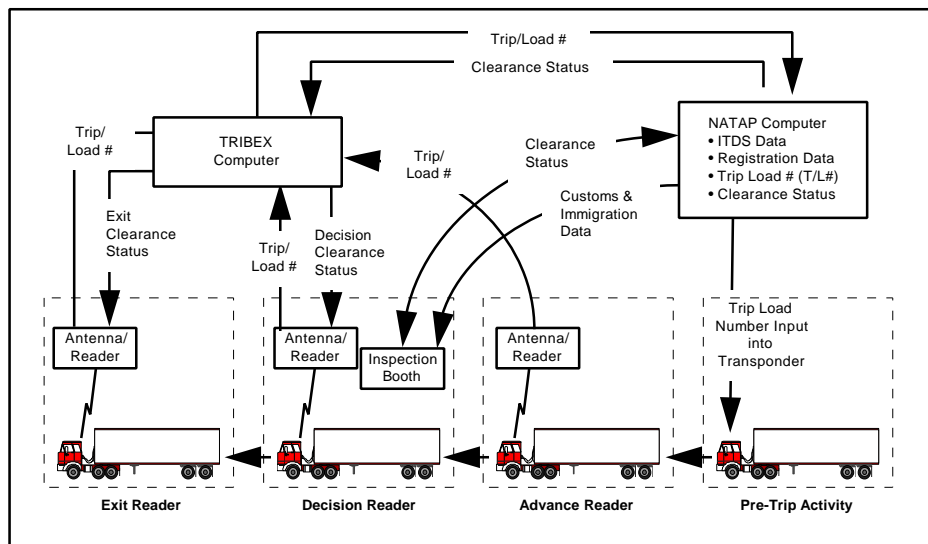 Trip/Load #
Clearance Status
Trip/
Load #
TRIBEX
Computer
Trip/
Load #
Clearance
Status
NATAP Computer
• ITDS Data
• Registration Data
• Trip Load # (T/L#)
• Clearance Status
Exit
Clearance
Status
Trip/
Load #
Decision
Clearance
Status
Customs &
Immigration
Data
Antenna/
Reader
Antenna/
Reader
Inspection
Booth
Antenna/
Reader
Trip Load
Number Input
into
Transponder
Exit Reader
Decision Reader
Advance Reader
Pre-Trip Activity